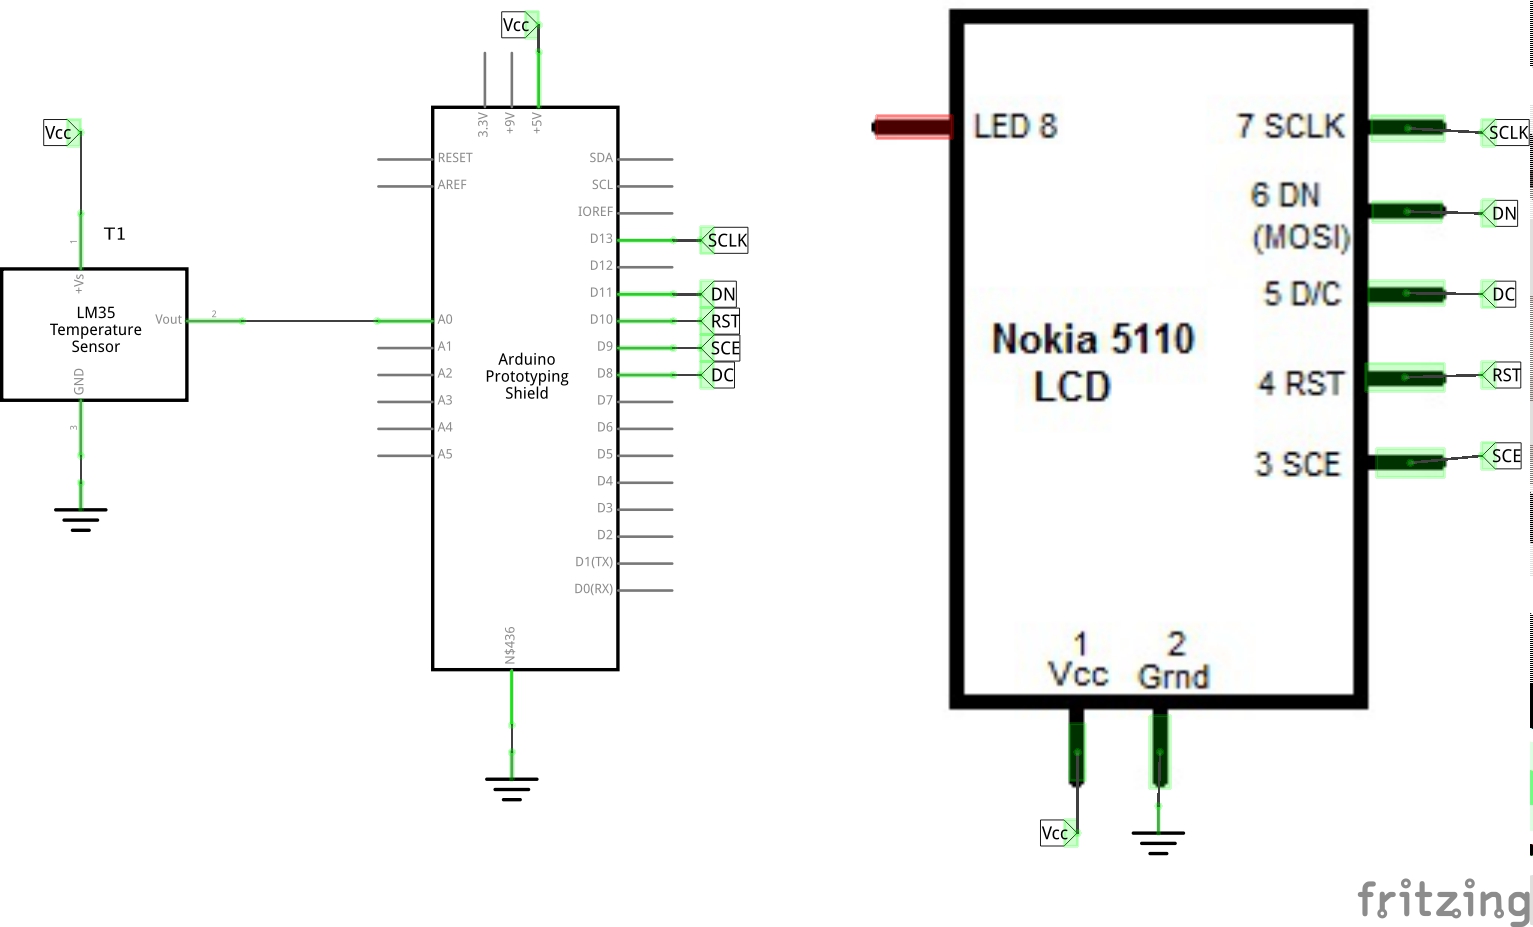 Vcc
T1
1
+Vs
LM35
Temperature
Sensor
Vout
2
GND
3
Vcc
3.3V
+9V
+5V
RESET
AREF
A0
A1
A2
A3
A4
A5
Arduino
Prototyping
Shield
SDA
SCL
IOREF
D13
D12
D11
D10
D9
D8
D7
D6
D5
D4
D3
D2
D1(TX)
D0(RX)
N$436
SCLK
DN
RST
SCE
DC
LED 8
7 SCLK
6 DN
(MOSI)
5 D/C
4 RST
3 SCE
Nokia 5110
LCD
1
Vcc
2
Grnd
SCLK
DN
DC
RST
SCE
Vcc
fritzing